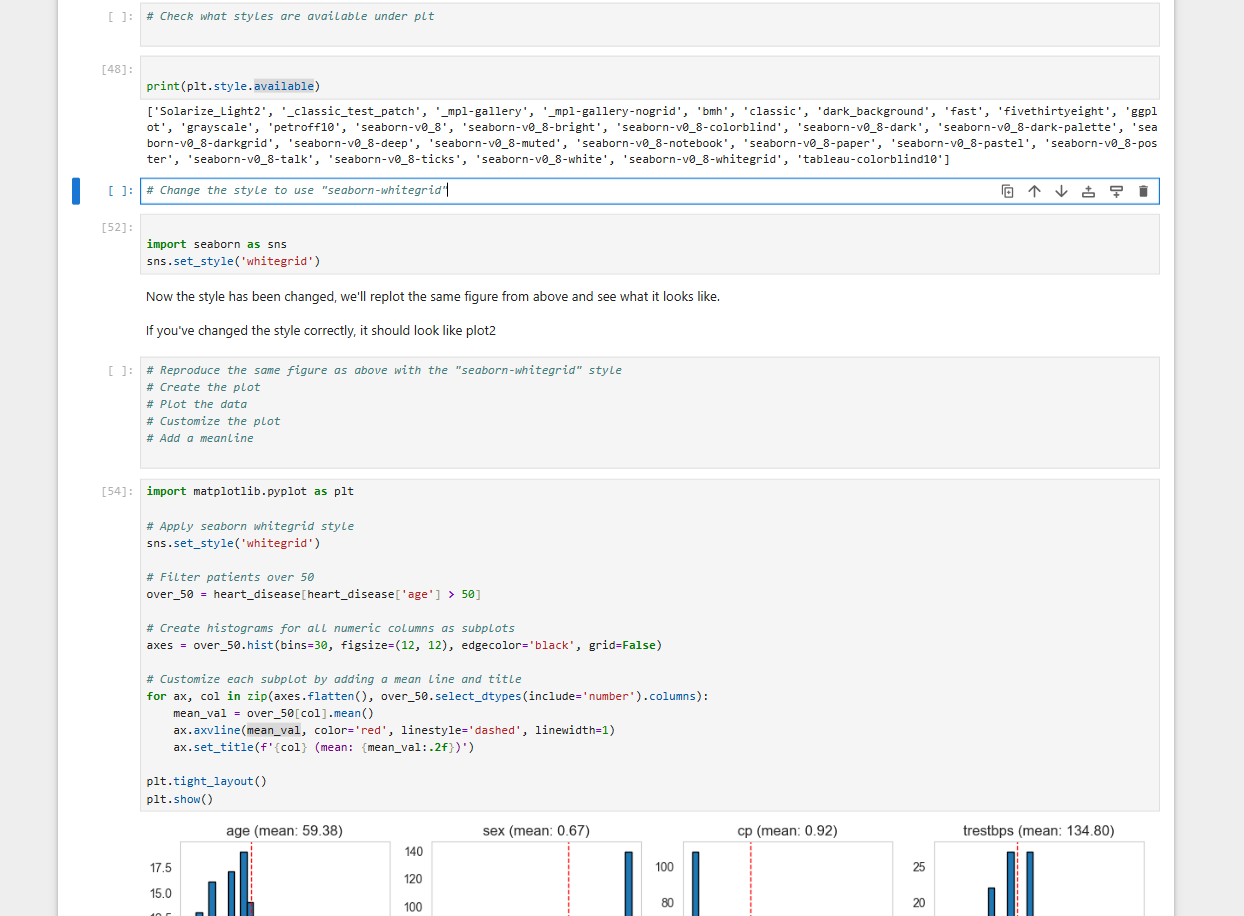 [ ]: # Check what styles are available under plt
[48]:
print(plt.style.available)
['Solarize_Light2', '_classic_test_patch', '_mpl-gallery', '_mpl-gallery-nogrid', 'bmh', 'classic', 'dark_background', 'fast', 'fivethirtyeight', 'ggpl
ot', 'grayscale', 'petroff10', 'seaborn-v0_8', 'seaborn-v0_8-bright', 'seaborn-v0_8-colorblind', 'seaborn-v0_8-dark', 'seaborn-v0_8-dark-palette', 'sea
born-v0_8-darkgrid', 'seaborn-v0_8-deep', 'seaborn-v0_8-muted', 'seaborn-v0_8-notebook', 'seaborn-v0_8-paper', 'seaborn-v0_8-pastel', 'seaborn-v0_8-pos
ter', 'seaborn-v0_8-talk', 'seaborn-v0_8-ticks', 'seaborn-v0_8-white', 'seaborn-v0_8-whitegrid', 'tableau-colorblind10']
[ ]: # Change the style to use "seaborn-whitegrid"
[52]:
import seaborn as sns
sns.set_style('whitegrid')
Now the style has been changed, we'll replot the same figure from above and see what it looks like.
If you've changed the style correctly, it should look like plot2
[ ]: # Reproduce the same figure as above with the "seaborn-whitegrid" style
# Create the plot
# Plot the data
# Customize the plot
# Add a meanline
[54]: import matplotlib.pyplot as plt
# Apply seaborn whitegrid style
sns.set_style('whitegrid')
# Filter patients over 50
over_50 = heart_disease[heart_disease['age'] > 50]
# Create histograms for all numeric columns as subplots
axes = over_50.hist(bins=30, figsize=(12, 12), edgecolor='black', grid=False)
# Customize each subplot by adding a mean line and title
for ax, col in zip(axes.flatten(), over_50.select_dtypes(include='number').columns):
    mean_val = over_50[col].mean()
    ax.axvline(mean_val, color='red', linestyle='dashed', linewidth=1)
    ax.set_title(f'{col} (mean: {mean_val:.2f})')
plt.tight_layout()
plt.show()
age (mean: 59.38) sex (mean: 0.67) cp (mean: 0.92) trestbps (mean: 134.80)
17.5 140 100 25
15.0 120 80 20
100